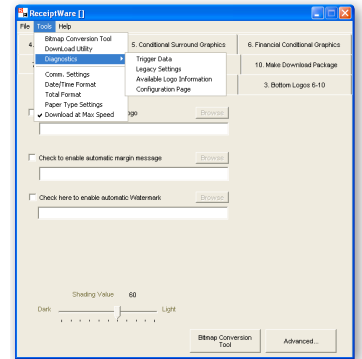 ReceiptWare []
File Tools Help
Bitmap Conversion Tool
DownLoad Utility
Diagnostics
Comm. Settings
Date/Time Format
Total Format
Paper Type Settings
Download at Max Speed
Trigger Data
Legacy Settings
Available Logo Information
Configuration Page
4.
5. Conditional Surround Graphics
6. Financial Conditional Graphics
10. Make Download Package
3. Bottom Logos 6-10
ogo
Browse
Check to enable automatic margin message
Browse
Check here to enable automatic Watermark
Browse
Shading Value 60
Dark Light
Bitmap Conversion
Tool
Advanced...